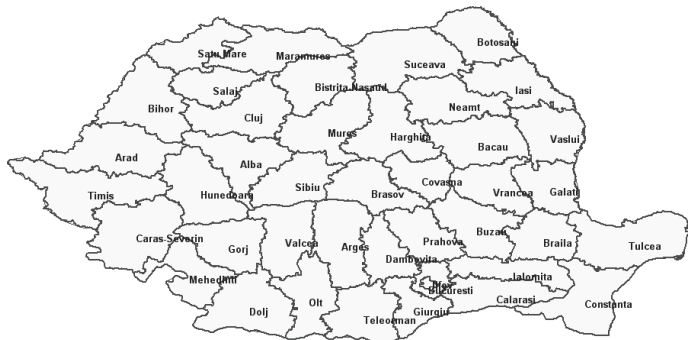 Botosani
Satu Mare
Maramures
Suceava
Salaj
Bistrita-Nasaud
Iasi
Bihor
Cluj
Neamt
Mures
Harghita
Bacau
Vaslui
Arad
Alba
Timis
Hunedoara
Sibiu
Brasov
Covasna
Vrancea
Galati
Caras-Severin
Gorj
Valcea
Arges
Prahova
Buzau
Braila
Tulcea
Dambovita
Mehedinti
Ialomita
Ilfov
Bucuresti
Calarasi
Constanta
Dolj
Olt
Teleorman
Giurgiu